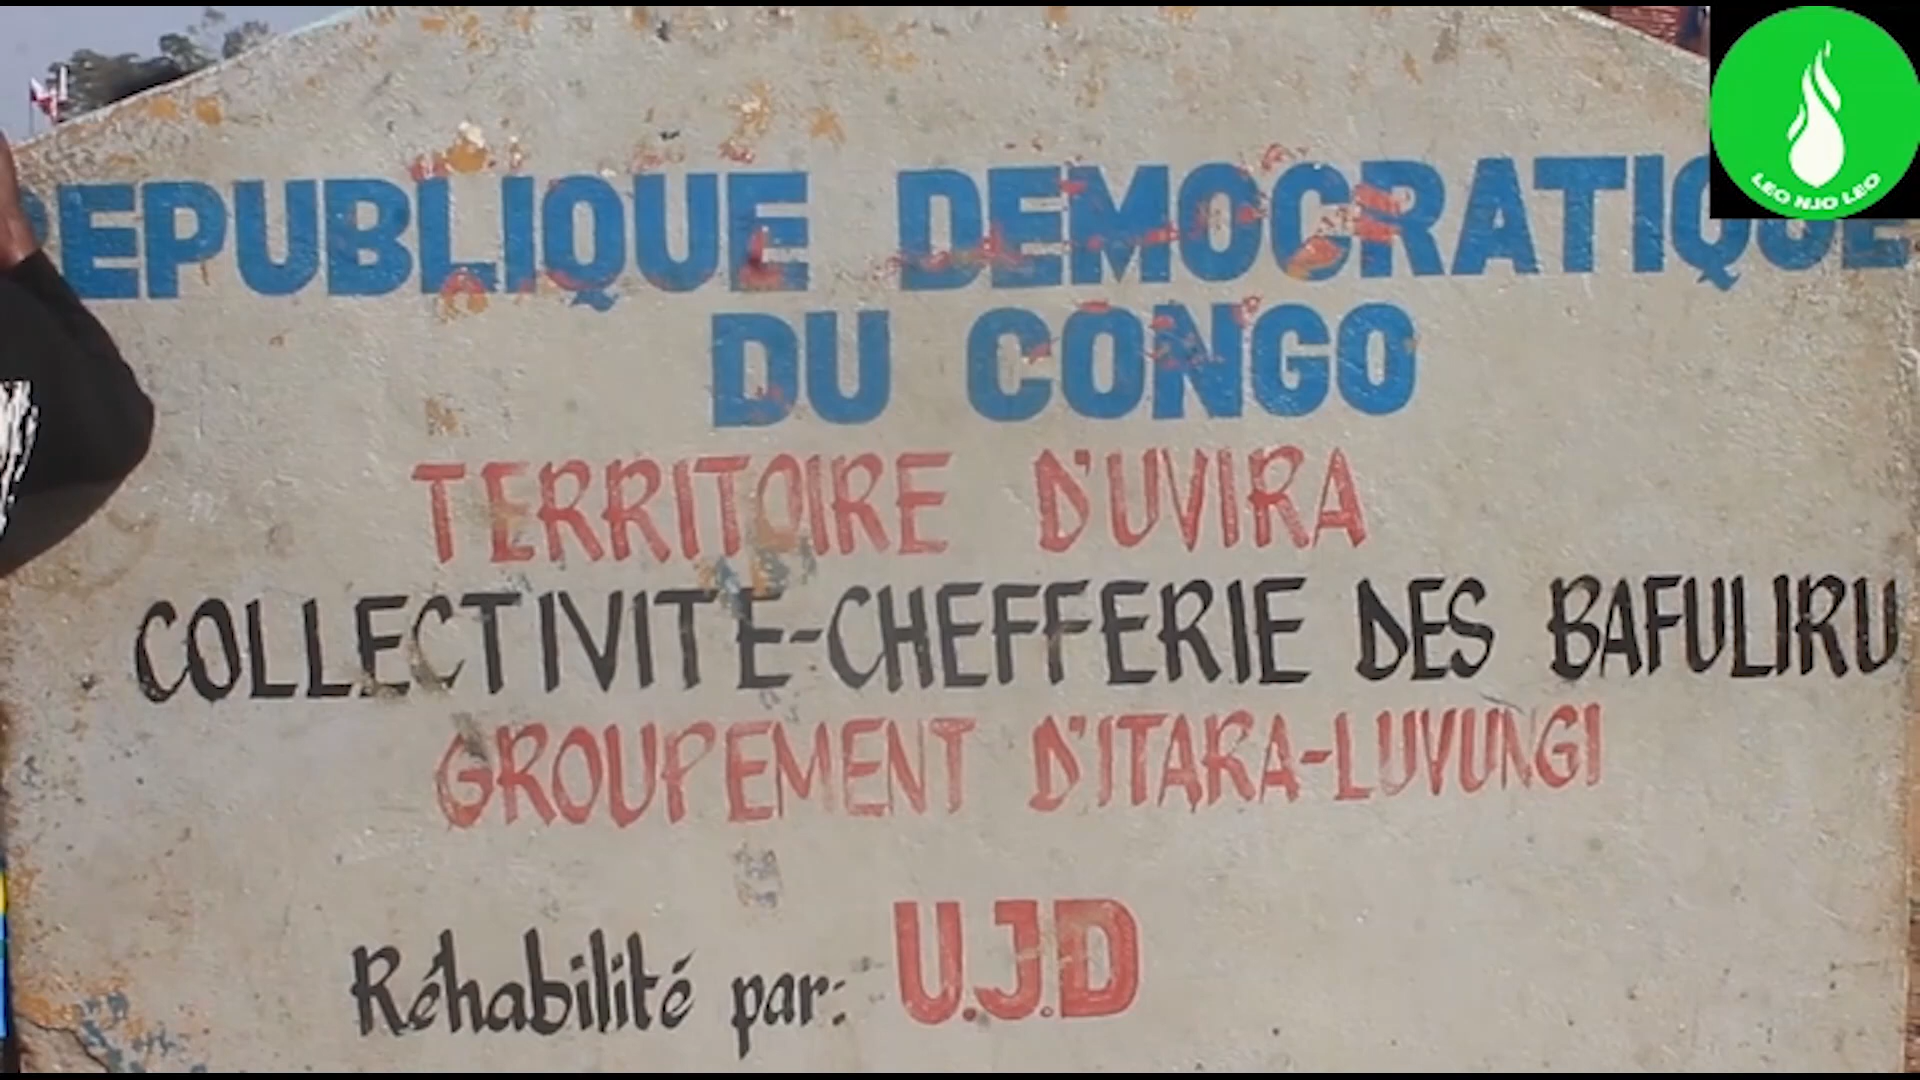 REPUBLIQUE DEMOCRATIQUE
DU CONGO
TERRITOIRE D'UVIRA
COLLECTIVITE-CHEFFERIE DES BAFULIRU
GROUPEMENT D'ITARA-LUVUNGI
Réhabilité par: U.J.D
LEO NJO LEO